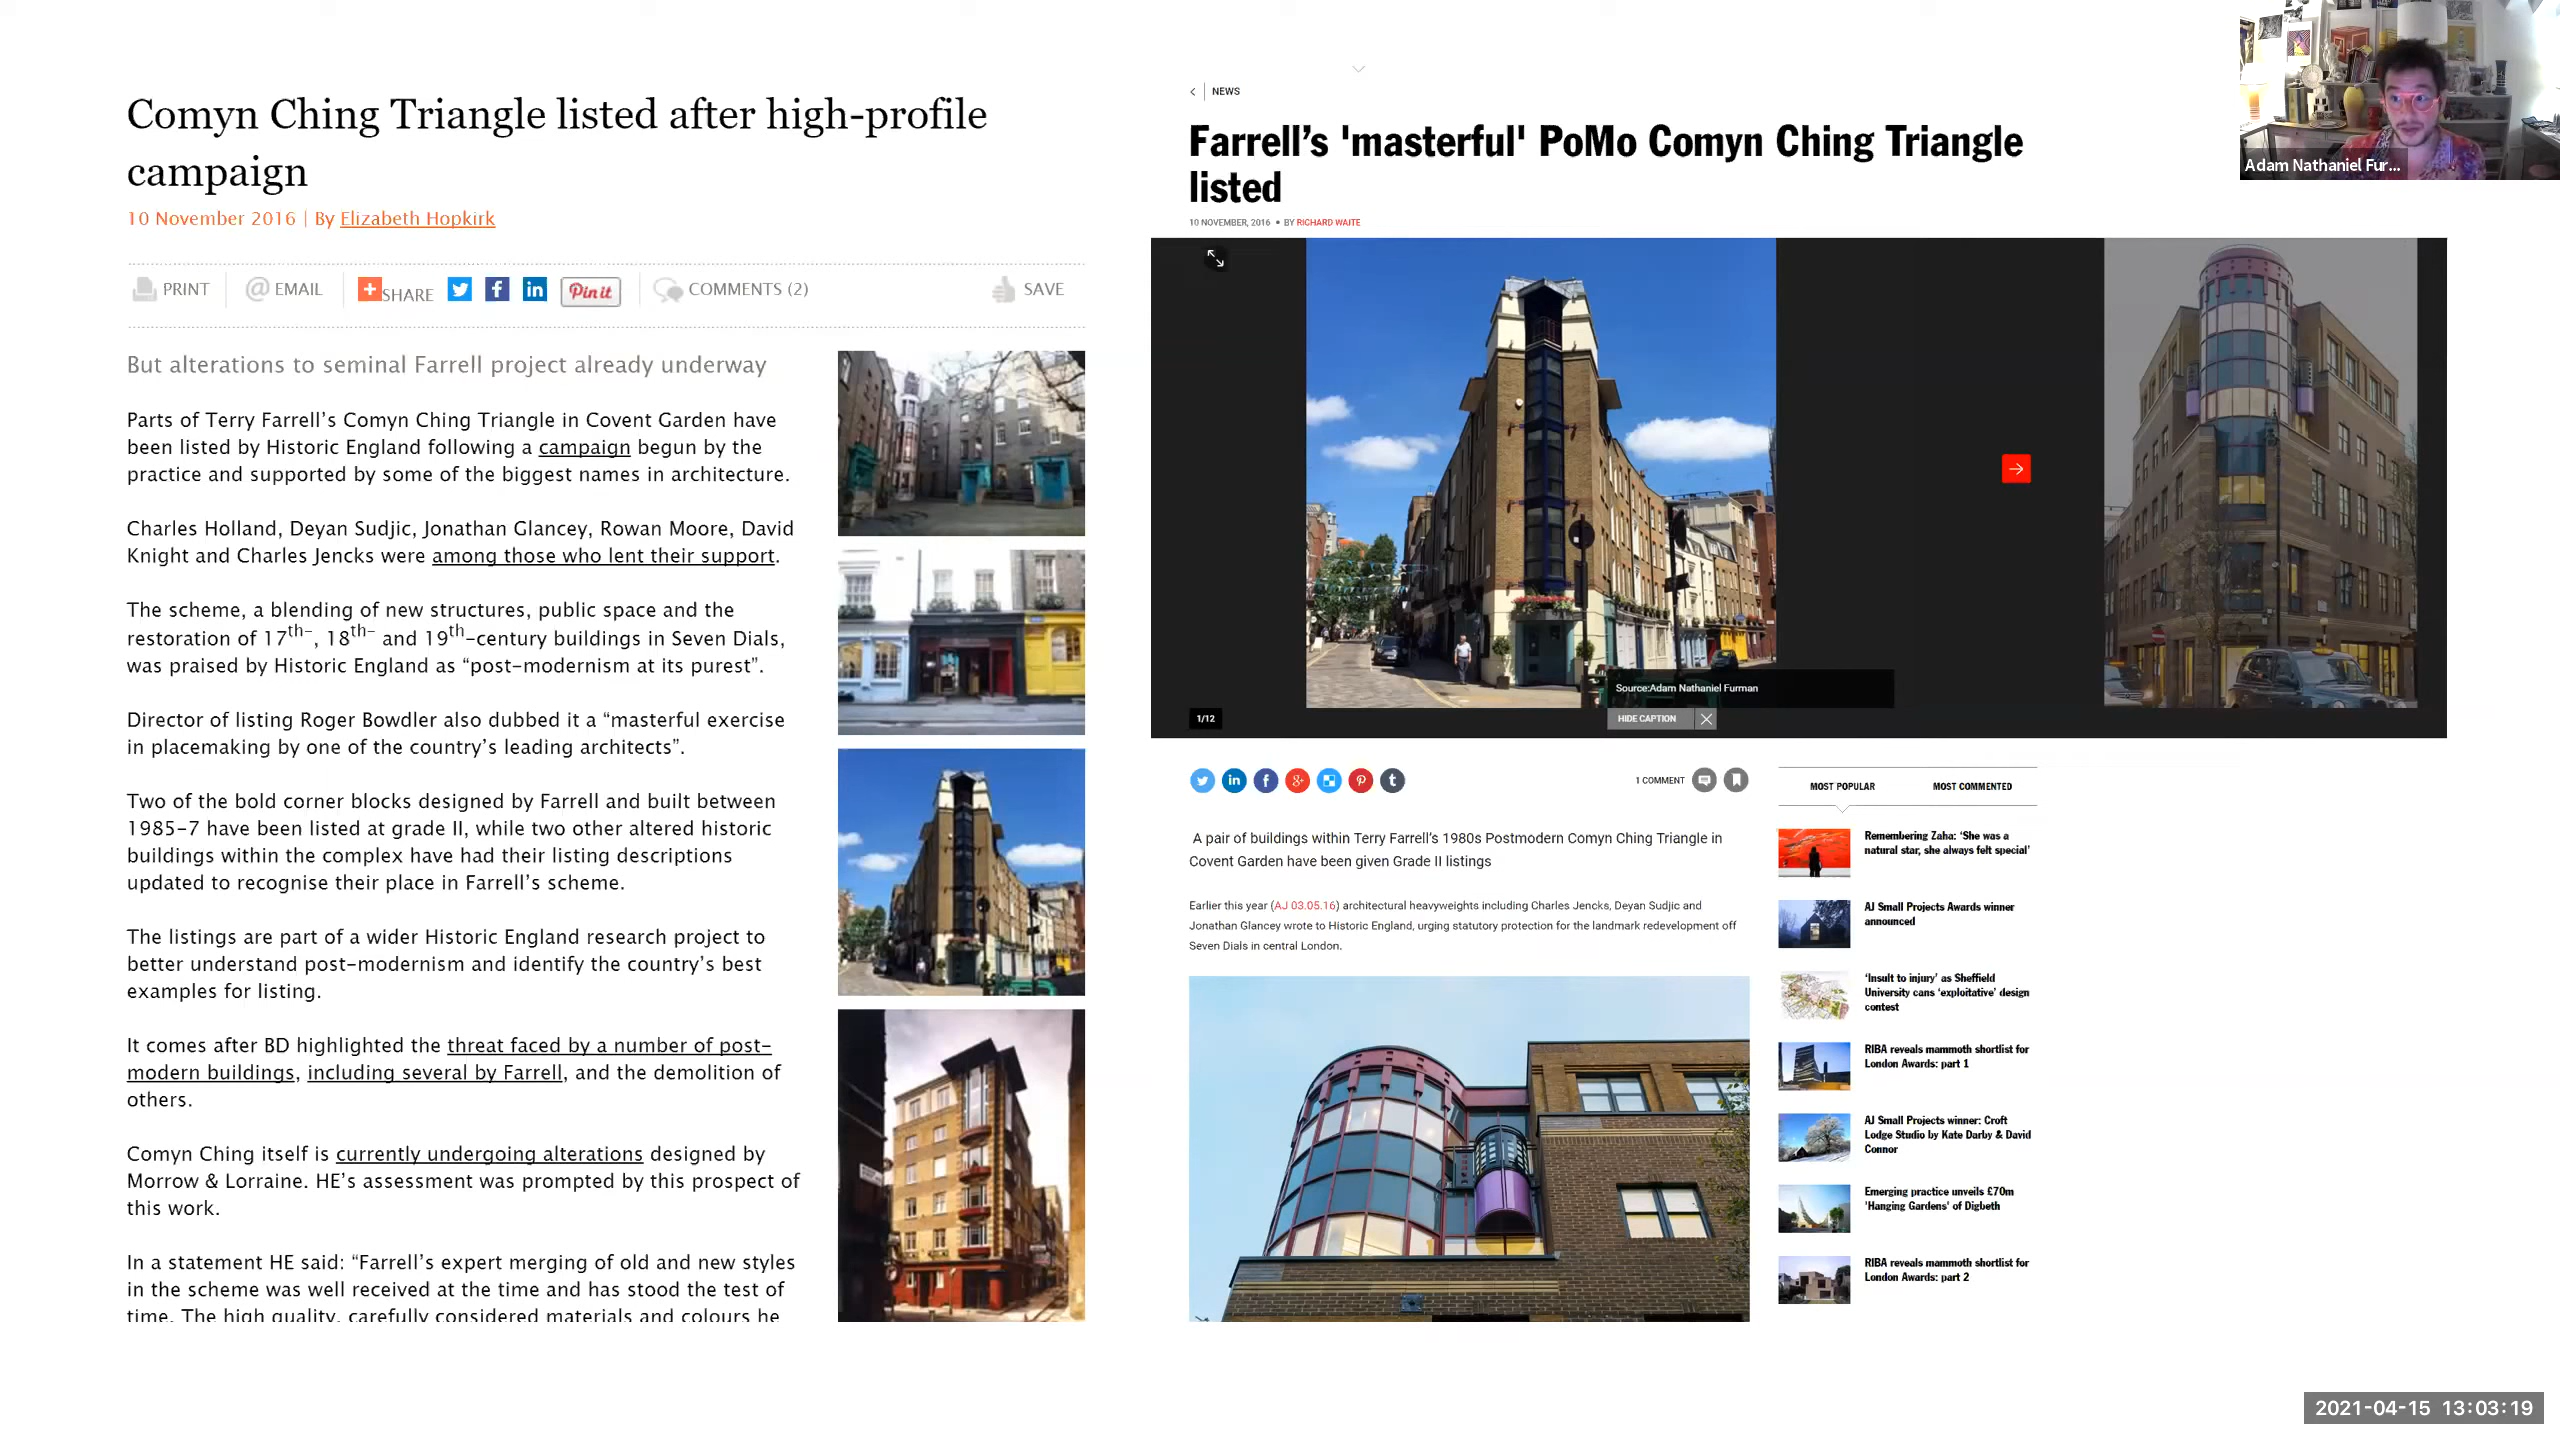 Comyn Ching Triangle listed after high-profile
campaign
10 November 2016 | By Elizabeth Hopkirk
PRINT
EMAIL
SHARE
Pin it
COMMENTS (2)
SAVE
But alterations to seminal Farrell project already underway
Parts of Terry Farrell’s Comyn Ching Triangle in Covent Garden have
been listed by Historic England following a campaign begun by the
practice and supported by some of the biggest names in architecture.
Charles Holland, Deyan Sudjic, Jonathan Glancey, Rowan Moore, David
Knight and Charles Jencks were among those who lent their support.
The scheme, a blending of new structures, public space and the
restoration of 17th-, 18th- and 19th-century buildings in Seven Dials,
was praised by Historic England as “post-modernism at its purest”.
Director of listing Roger Bowdler also dubbed it a “masterful exercise
in placemaking by one of the country’s leading architects”.
Two of the bold corner blocks designed by Farrell and built between
1985-7 have been listed at grade II, while two other altered historic
buildings within the complex have had their listing descriptions
updated to recognise their place in Farrell’s scheme.
The listings are part of a wider Historic England research project to
better understand post-modernism and identify the country’s best
examples for listing.
It comes after BD highlighted the threat faced by a number of post-
modern buildings, including several by Farrell, and the demolition of
others.
Comyn Ching itself is currently undergoing alterations designed by
Morrow & Lorraine. HE’s assessment was prompted by this prospect of
this work.
In a statement HE said: “Farrell’s expert merging of old and new styles
in the scheme was well received at the time and has stood the test of
time. The high quality, carefully considered materials and colours he
NEWS
Farrell’s 'masterful' PoMo Comyn Ching Triangle
listed
10 NOVEMBER, 2016 • BY RICHARD WAITE
Source:Adam Nathaniel Furman
1/12
HIDE CAPTION
1 COMMENT
A pair of buildings within Terry Farrell’s 1980s Postmodern Comyn Ching Triangle in
Covent Garden have been given Grade II listings
Earlier this year (AJ 03.05.16) architectural heavyweights including Charles Jencks, Deyan Sudjic and
Jonathan Glancey wrote to Historic England, urging statutory protection for the landmark redevelopment off
Seven Dials in central London.
MOST POPULAR
MOST COMMENTED
Remembering Zaha: ‘She was a
natural star, she always felt special’
AJ Small Projects Awards winner
announced
‘Insult to injury’ as Sheffield
University cans ‘exploitative’ design
contest
RIBA reveals mammoth shortlist for
London Awards: part 1
AJ Small Projects winner: Croft
Lodge Studio by Kate Darby & David
Connor
Emerging practice unveils £70m
'Hanging Gardens' of Digbeth
RIBA reveals mammoth shortlist for
London Awards: part 2
Adam Nathaniel Fur...
2021-04-15 13:03:19